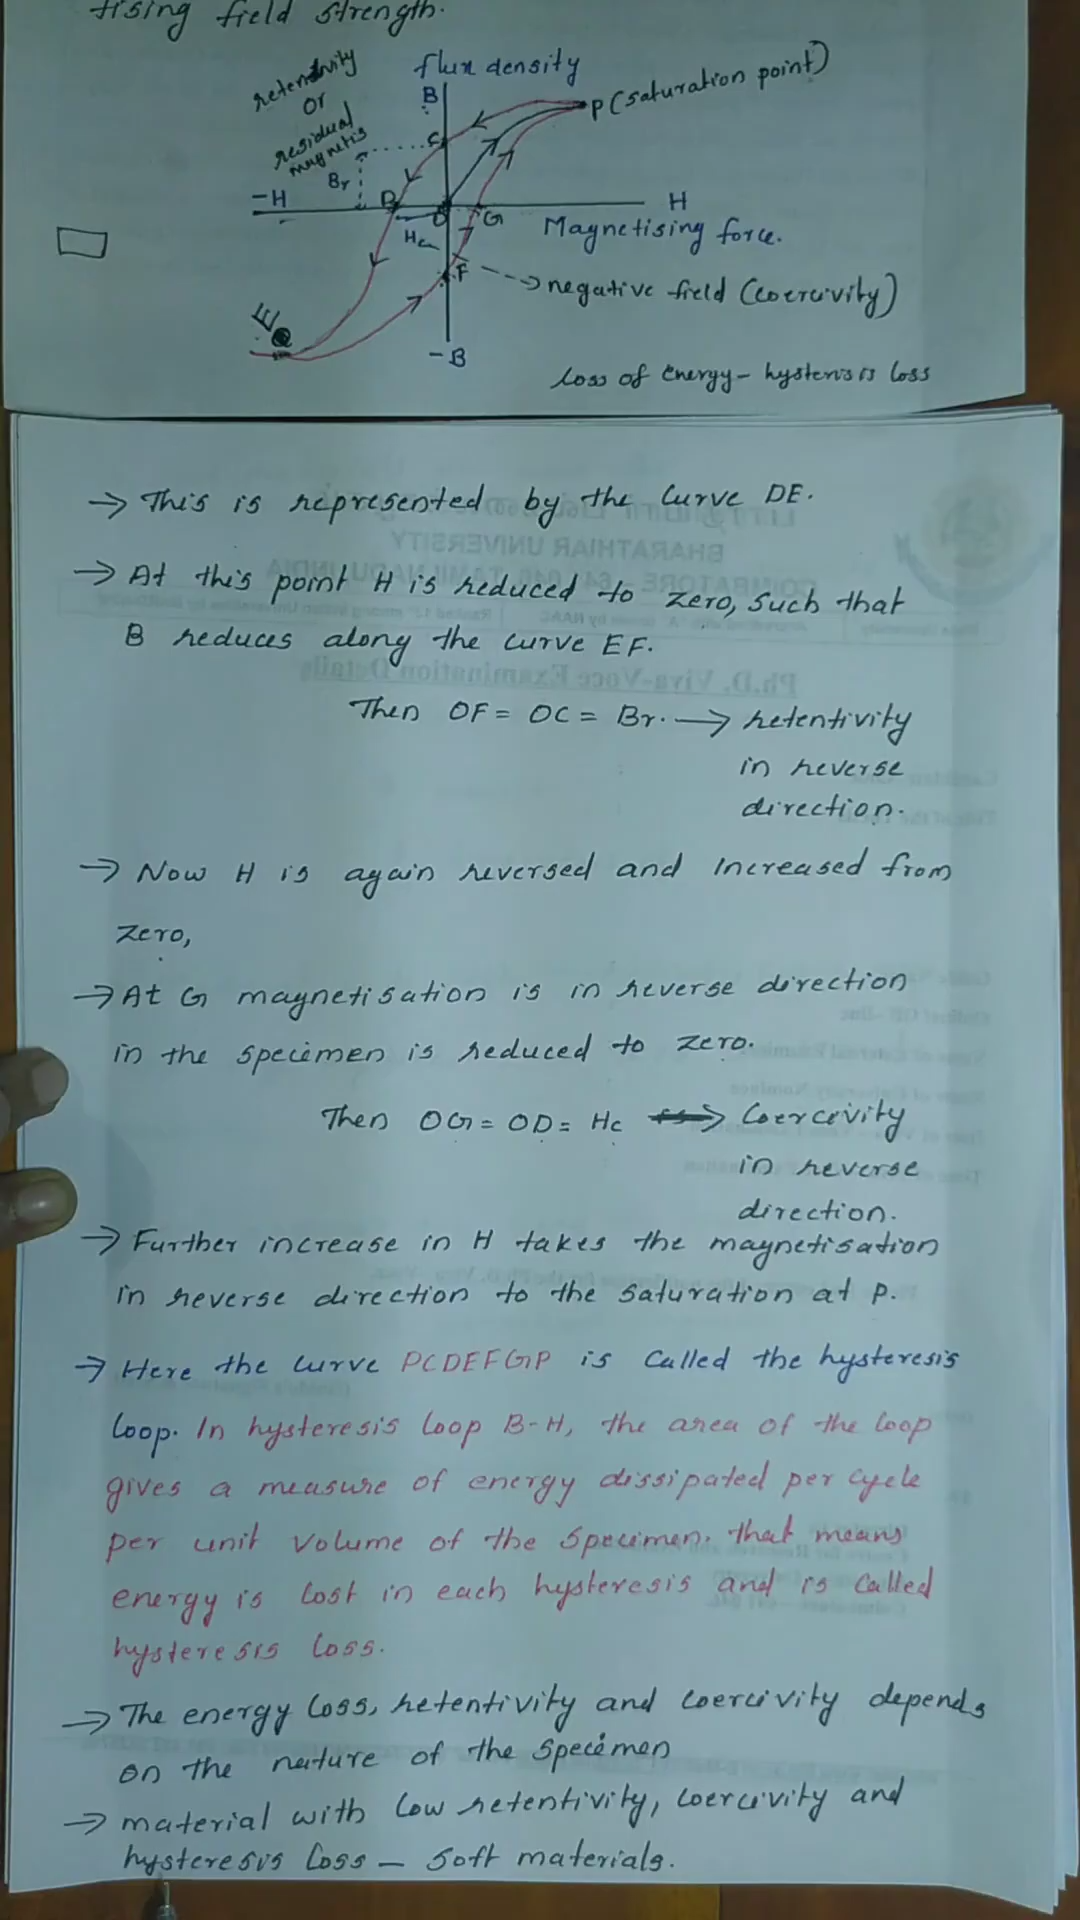 tising field strength.
flux density
retentivity
or
residual
magnetis
B
P (saturation point)
C
Br
-H
D
O
G
H
Magnetising force.
Hc
F
negative field (coercivity)
E
-B
loss of energy - hysterisis loss
→ This is represented by the curve DE.
→ At this point H is reduced to zero, such that
B reduces along the curve EF.
Then OF = OC = Br. → retentivity
in reverse
direction.
→ Now H is again reversed and increased from
zero,
→ At G magnetisation is in reverse direction
in the specimen is reduced to zero.
Then OG = OD = Hc → Coercivity
in reverse
direction.
→ Further increase in H takes the magnetisation
in reverse direction to the saturation at P.
→ Here the curve PCDEFGP is called the hysteresis
loop. In hysteresis loop B-H, the area of the loop
gives a measure of energy dissipated per cycle
per unit volume of the specimen. that means
energy is lost in each hysteresis and is called
hysteresis loss.
→ The energy loss, retentivity and coercivity depends
on the nature of the specimen
→ material with low retentivity, coercivity and
hysteresis loss - soft materials.